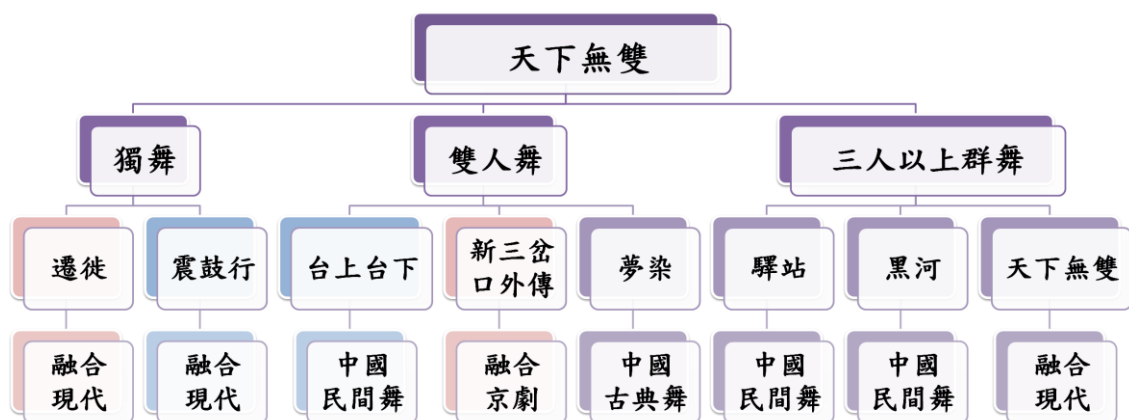 天下無雙
獨舞
雙人舞
三人以上群舞
遷徙
震鼓行
台上台下
新三岔
口外傳
夢染
驛站
黑河
天下無雙
融合
現代
融合
現代
中國
民間舞
融合
京劇
中國
古典舞
中國
民間舞
中國
民間舞
融合
現代